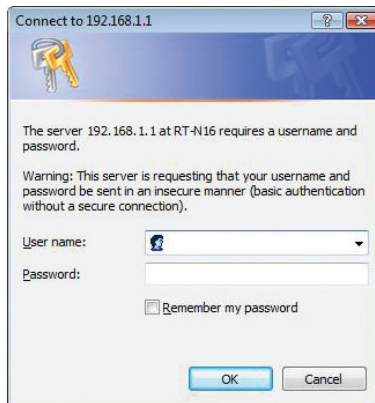 Connect to 192.168.1.1
The server 192.168.1.1 at RT-N16 requires a username and
password.
Warning: This server is requesting that your username and
password be sent in an insecure manner (basic authentication
without a secure connection).
User name:
Password:
Remember my password
OK
Cancel